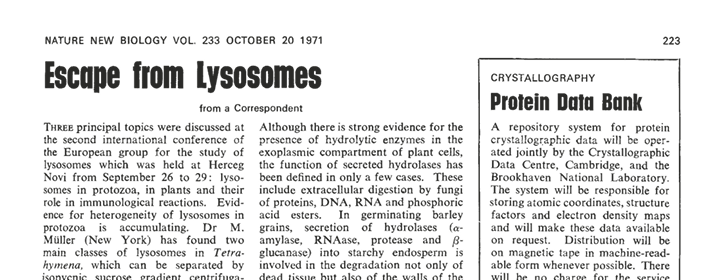 NATURE NEW BIOLOGY VOL. 233 OCTOBER 20 1971
223
Escape from Lysosomes
from a Correspondent
THREE principal topics were discussed at
the second international conference of
the European group for the study of
lysosomes which was held at Herceg
Novi from September 26 to 29: lyso-
somes in protozoa, in plants and their
role in immunological reactions. Evid-
ence for heterogeneity of lysosomes in
protozoa is accumulating. Dr M.
Müller (New York) has found two
main classes of lysosomes in Tetra-
hymena, which can be separated by
isopycnic sucrose gradient centrifuga-
Although there is strong evidence for the
presence of hydrolytic enzymes in the
exoplasmic compartment of plant cells,
the function of secreted hydrolases has
been defined in only a few cases. These
include extracellular digestion by fungi
of proteins, DNA, RNA and phosphoric
acid esters. In germinating barley
grains, secretion of hydrolases (α-
amylase, RNAase, protease and β-
glucanase) into starchy endosperm is
involved in the degradation not only of
dead tissue but also of the walls of the
CRYSTALLOGRAPHY
Protein Data Bank
A repository system for protein
crystallographic data will be oper-
ated jointly by the Crystallographic
Data Centre, Cambridge, and the
Brookhaven National Laboratory.
The system will be responsible for
storing atomic coordinates, structure
factors and electron density maps
and will make these data available
on request. Distribution will be
on magnetic tape in machine-read-
able form whenever possible. There
will be no charge for the service